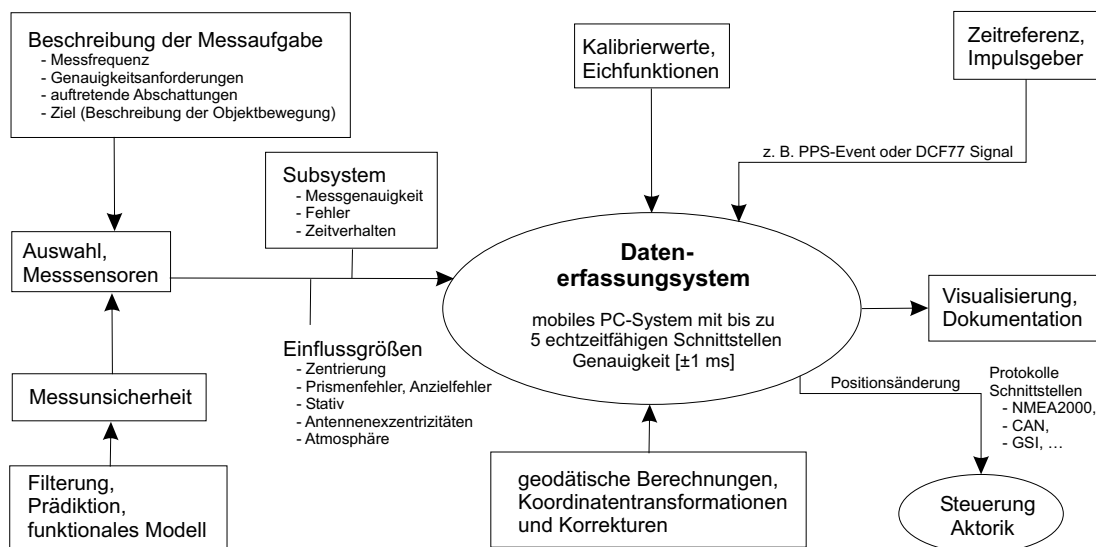 Beschreibung der Messaufgabe
- Messfrequenz
- Genauigkeitsanforderungen
- auftretende Abschattungen
- Ziel (Beschreibung der Objektbewegung)
Kalibrierwerte,
Eichfunktionen
Zeitreferenz,
Impulsgeber
z. B. PPS-Event oder DCF77 Signal
Subsystem
- Messgenauigkeit
- Fehler
- Zeitverhalten
Auswahl,
Messsensoren
Daten-
erfassungsystem
mobiles PC-System mit bis zu
5 echtzeitfähigen Schnittstellen
Genauigkeit [±1 ms]
Visualisierung,
Dokumentation
Einflussgrößen
- Zentrierung
- Prismenfehler, Anzielfehler
- Stativ
- Antennenexzentrizitäten
- Atmosphäre
Messunsicherheit
Positionsänderung
Protokolle
Schnittstellen
- NMEA2000,
- CAN,
- GSI, …
Filterung,
Prädiktion,
funktionales Modell
geodätische Berechnungen,
Koordinatentransformationen
und Korrekturen
Steuerung
Aktorik